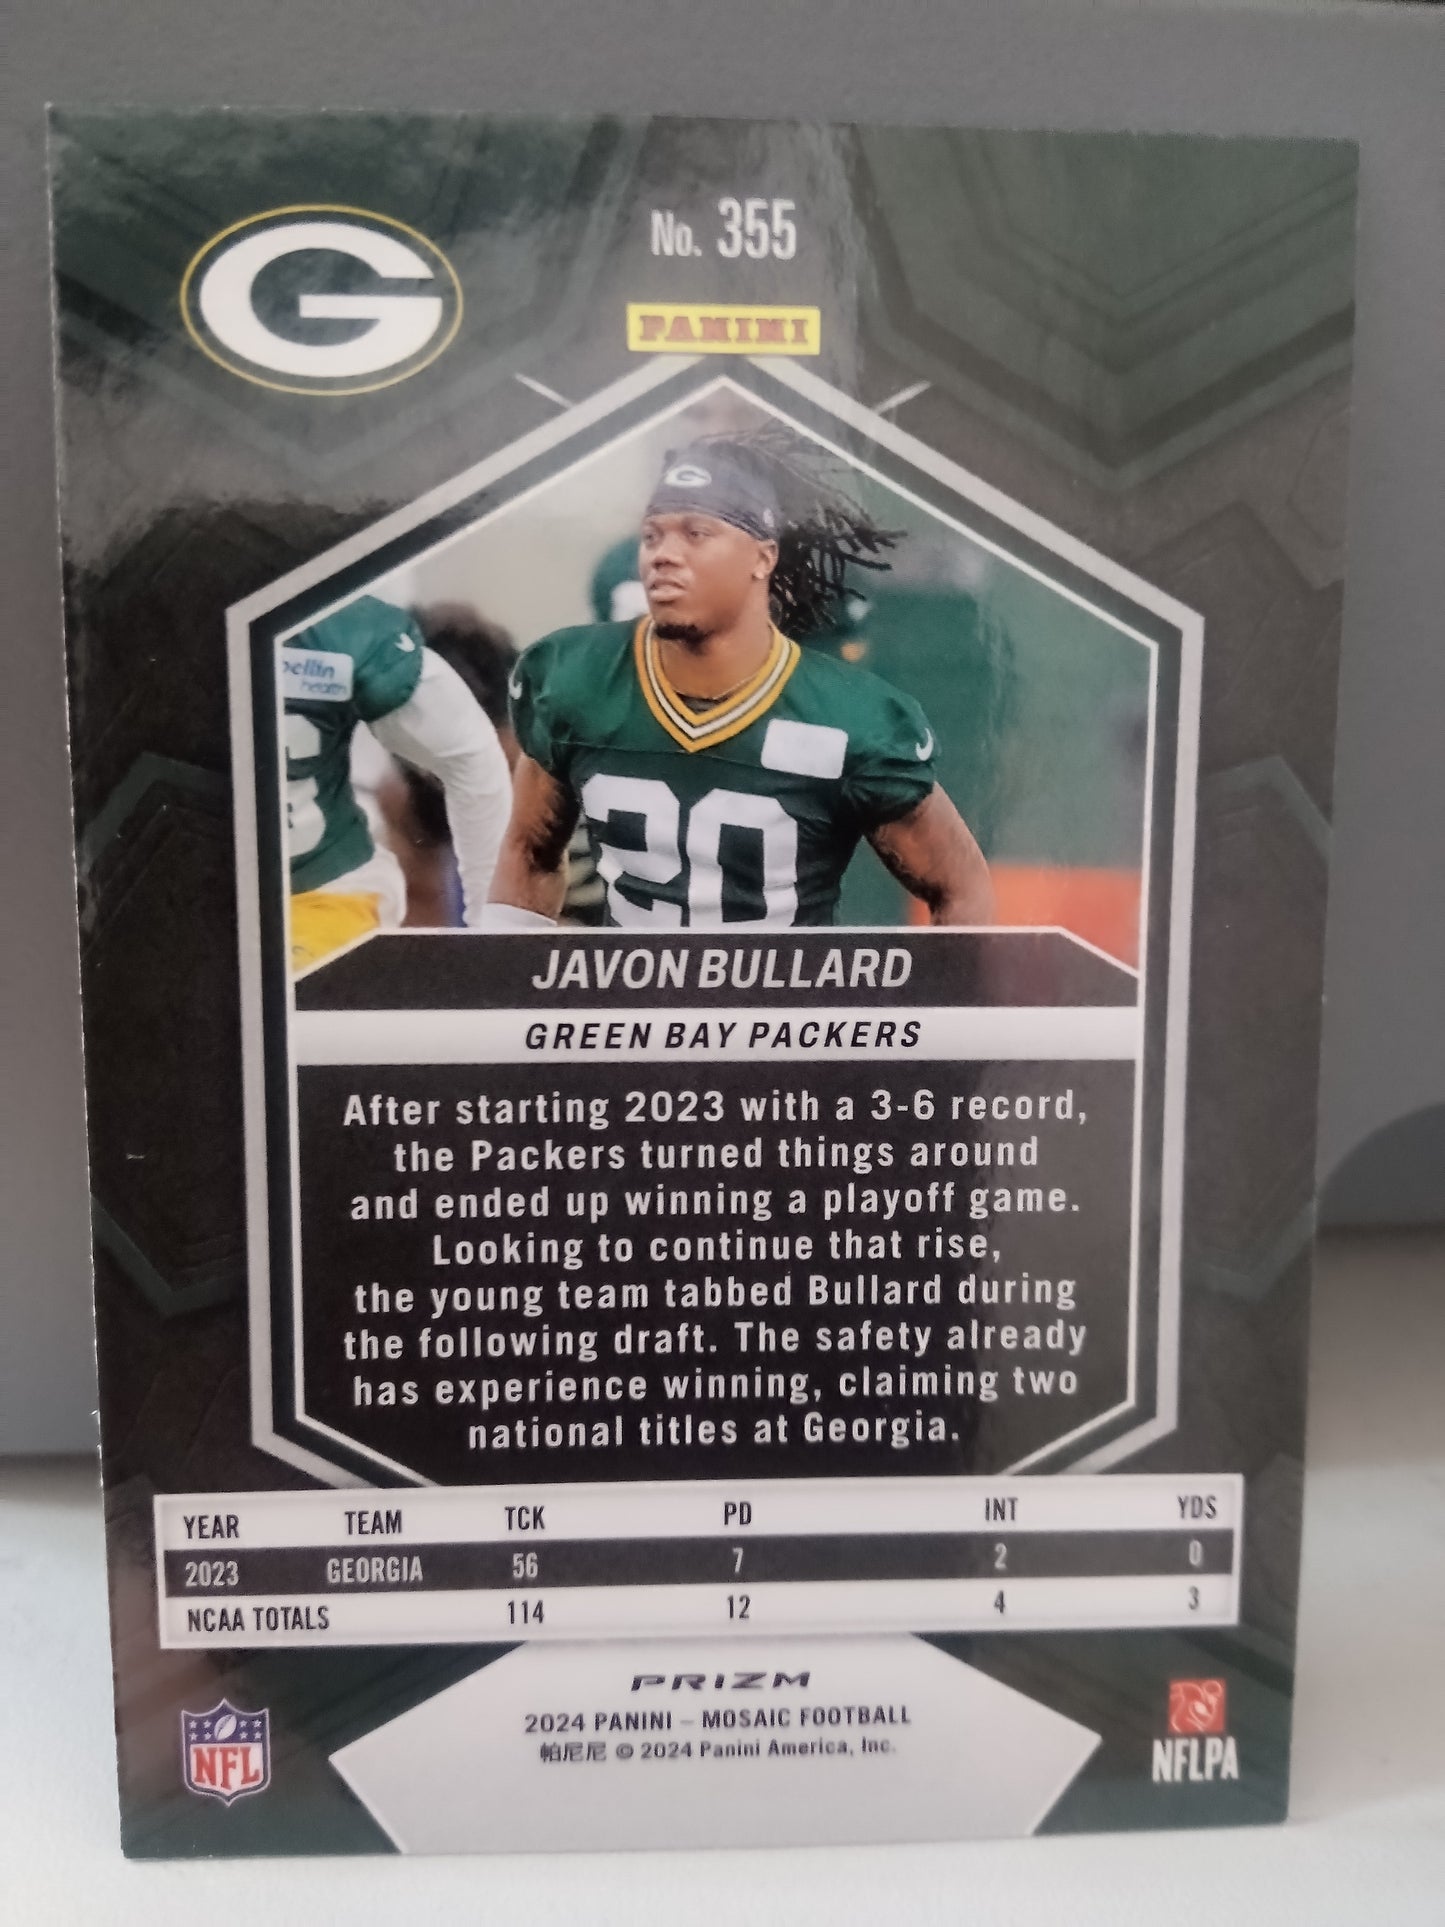 G
No. 355
PANINI
G
bellin
health
20
JAVON BULLARD
GREEN BAY PACKERS
After starting 2023 with a 3-6 record,
the Packers turned things around
and ended up winning a playoff game.
Looking to continue that rise,
the young team tabbed Bullard during
the following draft. The safety already
has experience winning, claiming two
national titles at Georgia.
YEAR TEAM TCK PD INT YDS
2023 GEORGIA 56 7 2 0
NCAA TOTALS 114 12 4 3
PRIZM
2024 PANINI – MOSAIC FOOTBALL
帕尼尼 © 2024 Panini America, Inc.
NFL
NFLPA